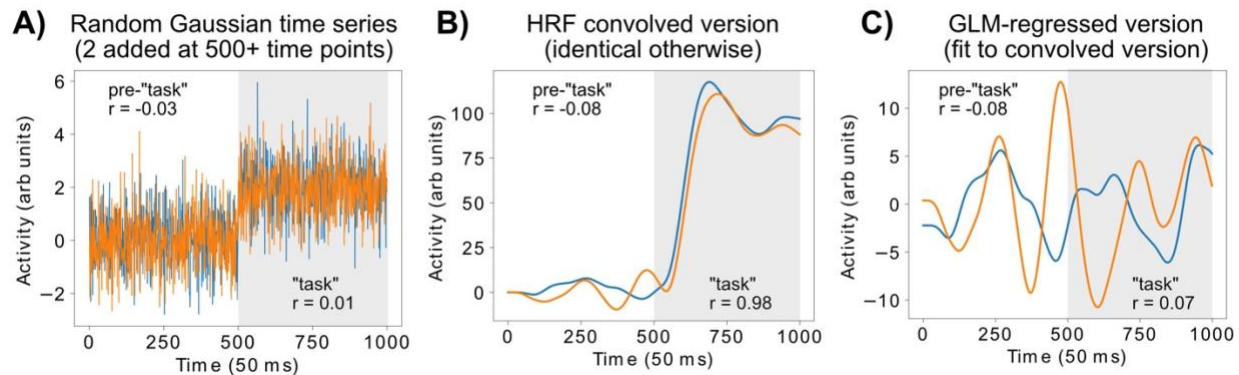 A) Random Gaussian time series
(2 added at 500+ time points)
pre-"task"
r = -0.03
"task"
r = 0.01
6
4
2
0
−2
Activity (arb units)
0 250 500 750 1000
Time (50 ms)
B) HRF convolved version
(identical otherwise)
pre-"task"
r = -0.08
"task"
r = 0.98
100
75
50
25
0
Activity (arb units)
0 250 500 750 1000
Time (50 ms)
C) GLM-regressed version
(fit to convolved version)
pre-"task"
r = -0.08
"task"
r = 0.07
10
5
0
−5
−10
Activity (arb units)
0 250 500 750 1000
Time (50 ms)